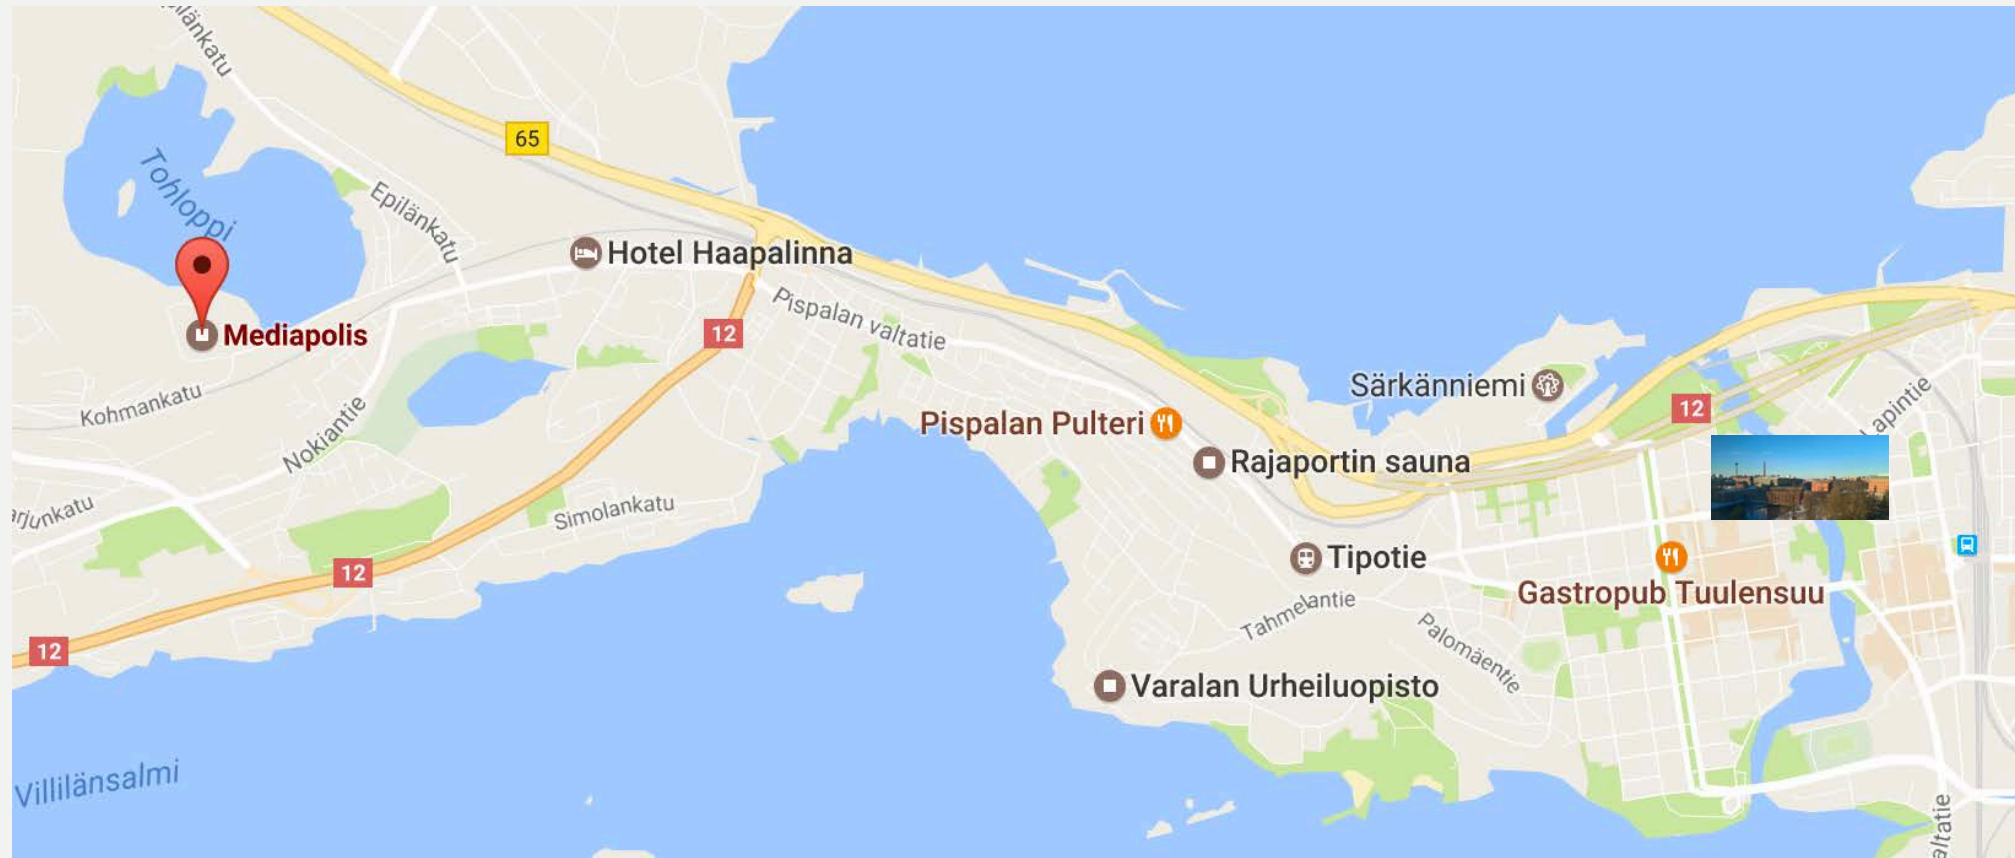 65
Tohloppi
Epilänkatu
Hotel Haapalinna
Mediapolis
12
Pispalan valtatie
Kohmankatu
Nokiantie
Särkänniemi
12
Lapintie
Pispalan Pulteri
Rajaportin sauna
Simolankatu
12
Tipotie
Gastropub Tuulensuu
Tahmelantie
Palomäentie
12
Varalan Urheiluopisto
Villilänsalmi